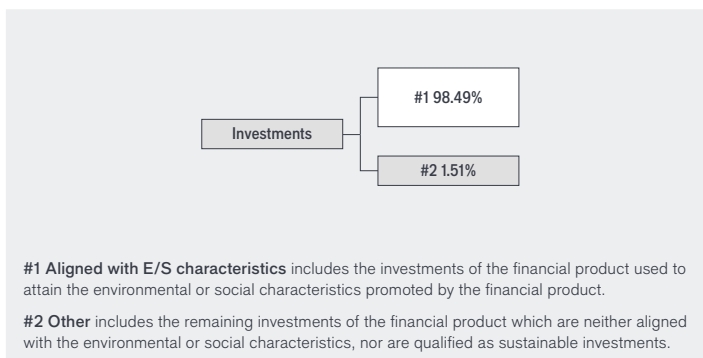 #1 98.49%
Investments
#2 1.51%
#1 Aligned with E/S characteristics includes the investments of the financial product used to
attain the environmental or social characteristics promoted by the financial product.
#2 Other includes the remaining investments of the financial product which are neither aligned
with the environmental or social characteristics, nor are qualified as sustainable investments.